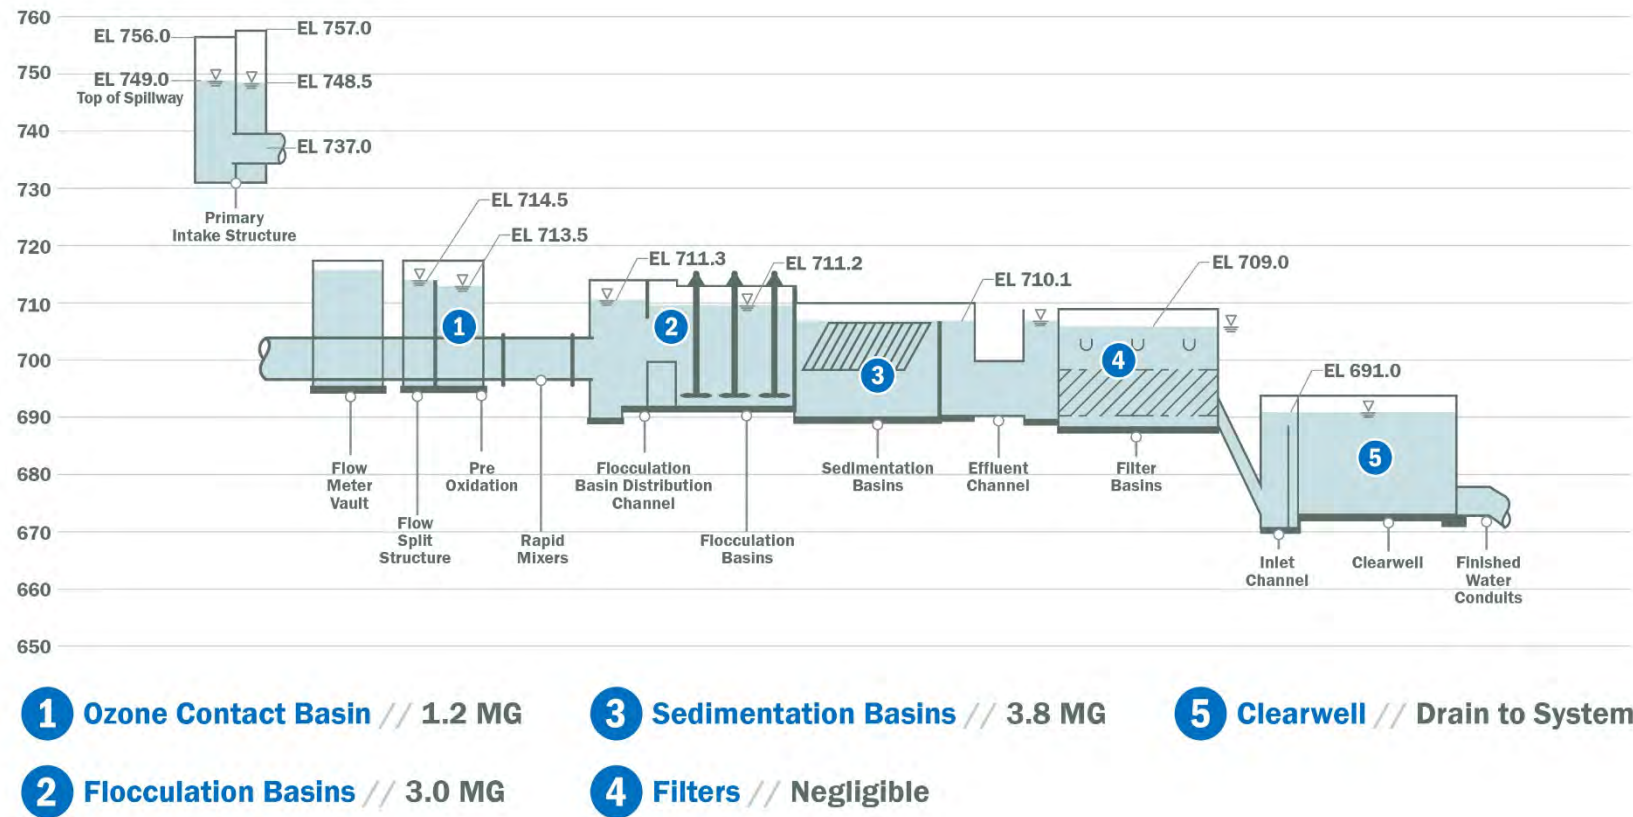 760
750
740
730
720
710
700
690
680
670
660
650
EL 756.0
EL 757.0
EL 749.0
Top of Spillway
EL 748.5
EL 737.0
Primary
Intake Structure
EL 714.5
EL 713.5
EL 711.3
EL 711.2
EL 710.1
EL 709.0
EL 691.0
1
2
3
4
5
Flow
Meter
Vault
Flow
Split
Structure
Pre
Oxidation
Rapid
Mixers
Flocculation
Basin Distribution
Channel
Flocculation
Basins
Sedimentation
Basins
Effluent
Channel
Filter
Basins
Inlet
Channel
Clearwell
Finished
Water
Conduits
1 Ozone Contact Basin // 1.2 MG
2 Flocculation Basins // 3.0 MG
3 Sedimentation Basins // 3.8 MG
4 Filters // Negligible
5 Clearwell // Drain to System